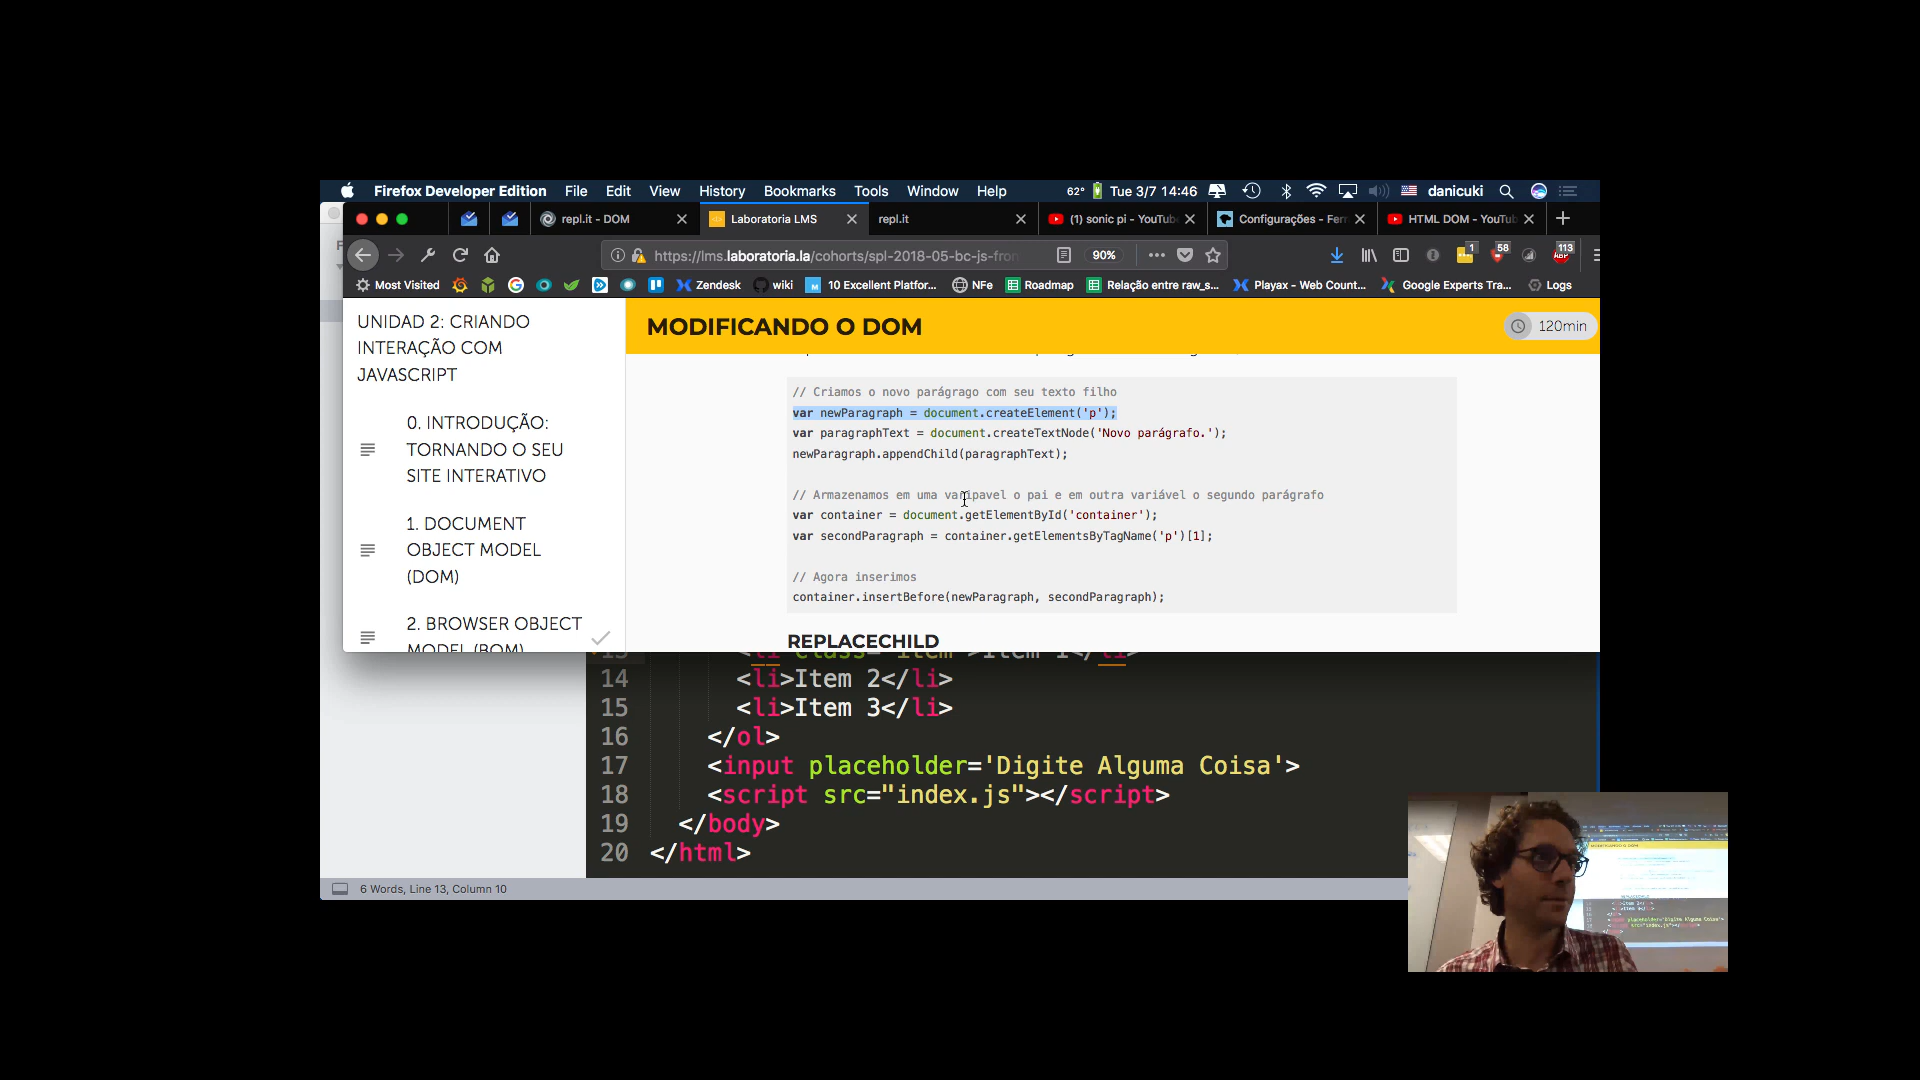 Firefox Developer Edition File Edit View History Bookmarks Tools Window Help 62° Tue 3/7 14:46 danicuki
repl.it - DOM Laboratoria LMS repl.it (1) sonic pi - YouTub Configurações - Ferr HTML DOM - YouTub
https://lms.laboratoria.la/cohorts/spl-2018-05-bc-js-fron 90% 1 58 113
Most Visited Zendesk wiki 10 Excellent Platfor... NFe Roadmap Relação entre raw_s... Playax - Web Count... Google Experts Tra... Logs
UNIDAD 2: CRIANDO
INTERAÇÃO COM
JAVASCRIPT
0. INTRODUÇÃO:
TORNANDO O SEU
SITE INTERATIVO
1. DOCUMENT
OBJECT MODEL
(DOM)
2. BROWSER OBJECT
MODEL (BOM)
MODIFICANDO O DOM 120min
// Criamos o novo parágrago com seu texto filho
var newParagraph = document.createElement('p');
var paragraphText = document.createTextNode('Novo parágrafo.');
newParagraph.appendChild(paragraphText);
// Armazenamos em uma varipavel o pai e em outra variável o segundo parágrafo
var container = document.getElementById('container');
var secondParagraph = container.getElementsByTagName('p')[1];
// Agora inserimos
container.insertBefore(newParagraph, secondParagraph);
REPLACECHILD
14 <li>Item 2</li>
15 <li>Item 3</li>
16 </ol>
17 <input placeholder='Digite Alguma Coisa'>
18 <script src="index.js"></script>
19 </body>
20 </html>
6 Words, Line 13, Column 10
MODIFICANDO O DOM